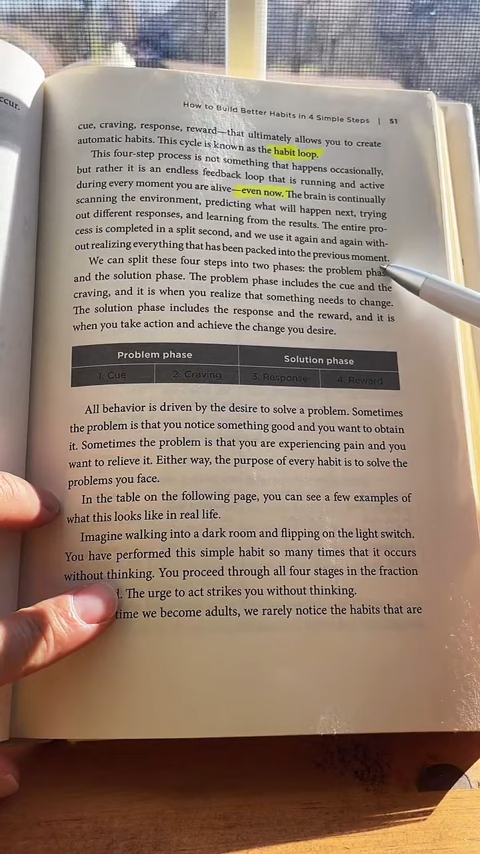 ccur.
How to Build Better Habits in 4 Simple Steps | 51
cue, craving, response, reward—that ultimately allows you to create
automatic habits. This cycle is known as the habit loop.
This four-step process is not something that happens occasionally,
but rather it is an endless feedback loop that is running and active
during every moment you are alive—even now. The brain is continually
scanning the environment, predicting what will happen next, trying
out different responses, and learning from the results. The entire pro-
cess is completed in a split second, and we use it again and again with-
out realizing everything that has been packed into the previous moment.
We can split these four steps into two phases: the problem phas
and the solution phase. The problem phase includes the cue and the
craving, and it is when you realize that something needs to change.
The solution phase includes the response and the reward, and it is
when you take action and achieve the change you desire.
Problem phase Solution phase
1. Cue 2. Craving 3. Response 4. Reward
All behavior is driven by the desire to solve a problem. Sometimes
the problem is that you notice something good and you want to obtain
it. Sometimes the problem is that you are experiencing pain and you
want to relieve it. Either way, the purpose of every habit is to solve the
problems you face.
In the table on the following page, you can see a few examples of
what this looks like in real life.
Imagine walking into a dark room and flipping on the light switch.
You have performed this simple habit so many times that it occurs
without thinking. You proceed through all four stages in the fraction
The urge to act strikes you without thinking.
time we become adults, we rarely notice the habits that are